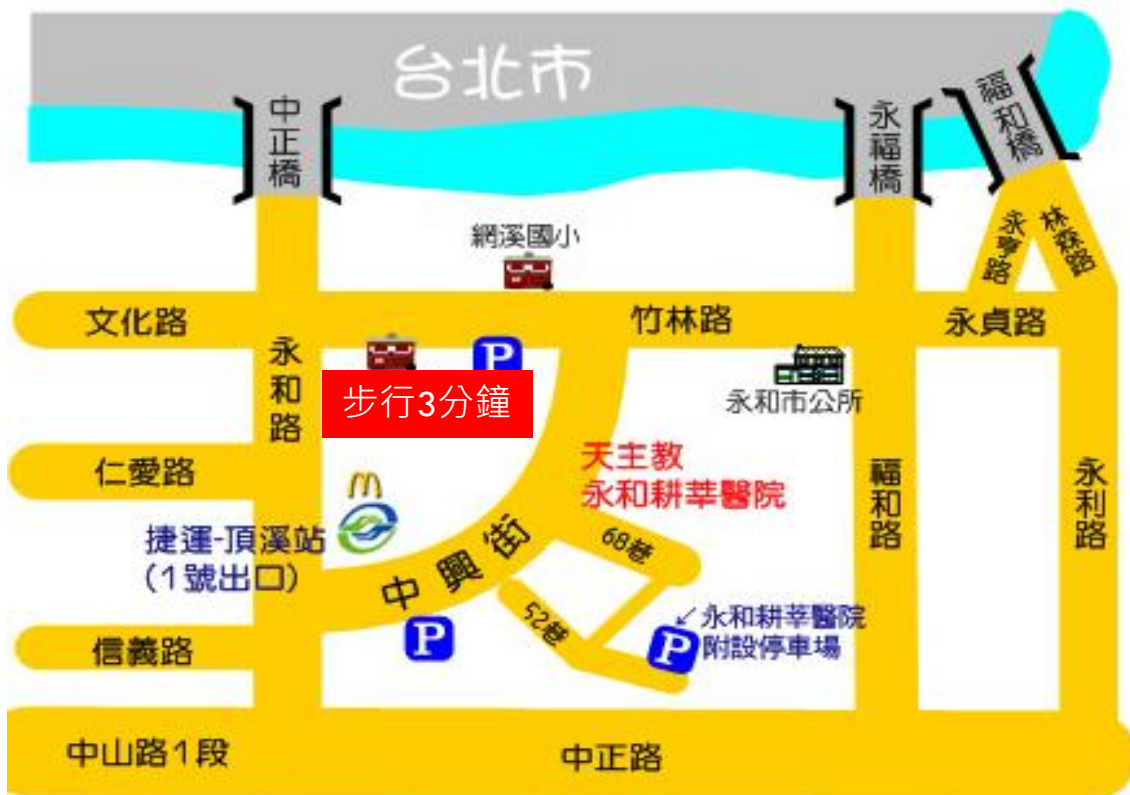 台北市
中正橋
永福橋
福和橋
網溪國小
永亨路
林森路
文化路
竹林路
永貞路
永和路
P
步行3分鐘
永和市公所
仁愛路
天主教
永和耕莘醫院
福和路
永利路
捷運-頂溪站
(1號出口)
中興街
68巷
52巷
P
↙永和耕莘醫院
P 附設停車場
信義路
中山路1段
中正路